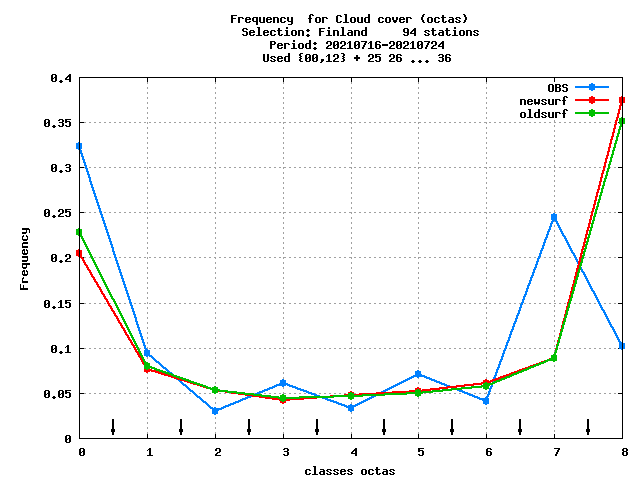 Frequency  for Cloud cover (octas)
Selection: Finland     94 stations
Period: 20210716-20210724
Used {00,12} + 25 26 ... 36
OBS
newsurf
oldsurf
0.4
0.35
0.3
0.25
0.2
0.15
0.1
0.05
0
Frequency
0 1 2 3 4 5 6 7 8
classes octas